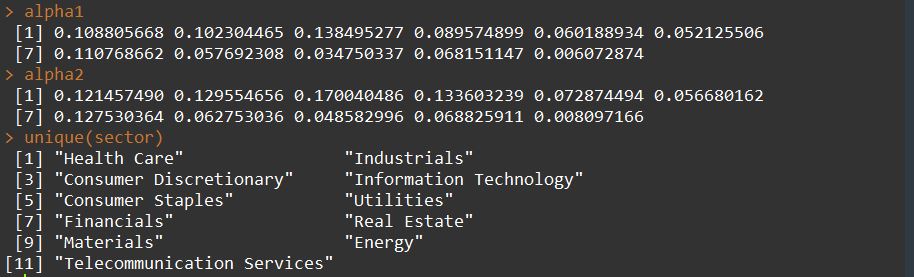 > alpha1
 [1] 0.108805668 0.102304465 0.138495277 0.089574899 0.060188934 0.052125506
 [7] 0.110768662 0.057692308 0.034750337 0.068151147 0.006072874
> alpha2
 [1] 0.121457490 0.129554656 0.170040486 0.133603239 0.072874494 0.056680162
 [7] 0.127530364 0.062753036 0.048582996 0.068825911 0.008097166
> unique(sector)
 [1] "Health Care"                "Industrials"
 [3] "Consumer Discretionary"     "Information Technology"
 [5] "Consumer Staples"           "Utilities"
 [7] "Financials"                 "Real Estate"
 [9] "Materials"                  "Energy"
[11] "Telecommunication Services"